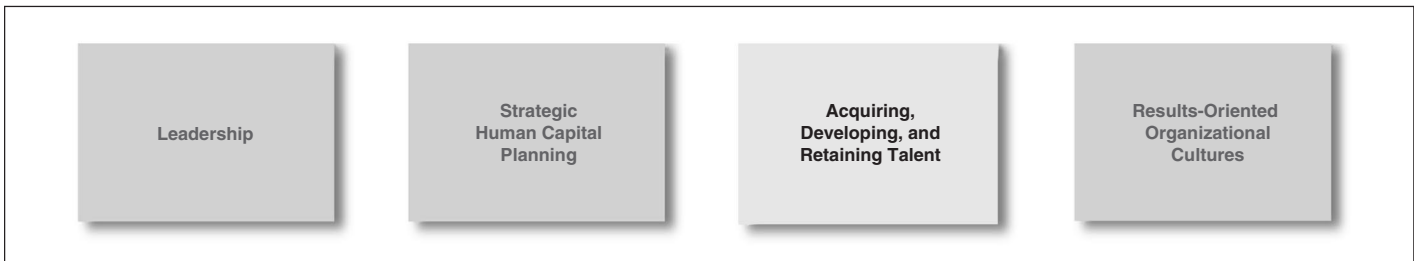 Leadership
Strategic
Human Capital
Planning
Acquiring,
Developing, and
Retaining Talent
Results-Oriented
Organizational
Cultures